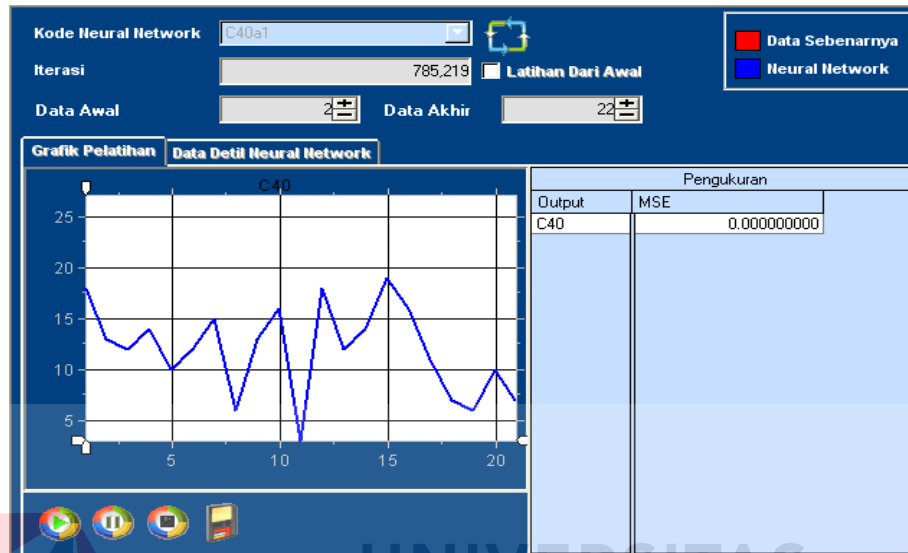 Kode Neural Network C40a1
Data Sebenarnya
Neural Network
Iterasi 785,219 Latihan Dari Awal
Data Awal 2 Data Akhir 22
Grafik Pelatihan Data Detil Neural Network
C40
25
20
15
10
5
5 10 15 20
Pengukuran
Output MSE
C40 0.000000000
UNIVERSITAS